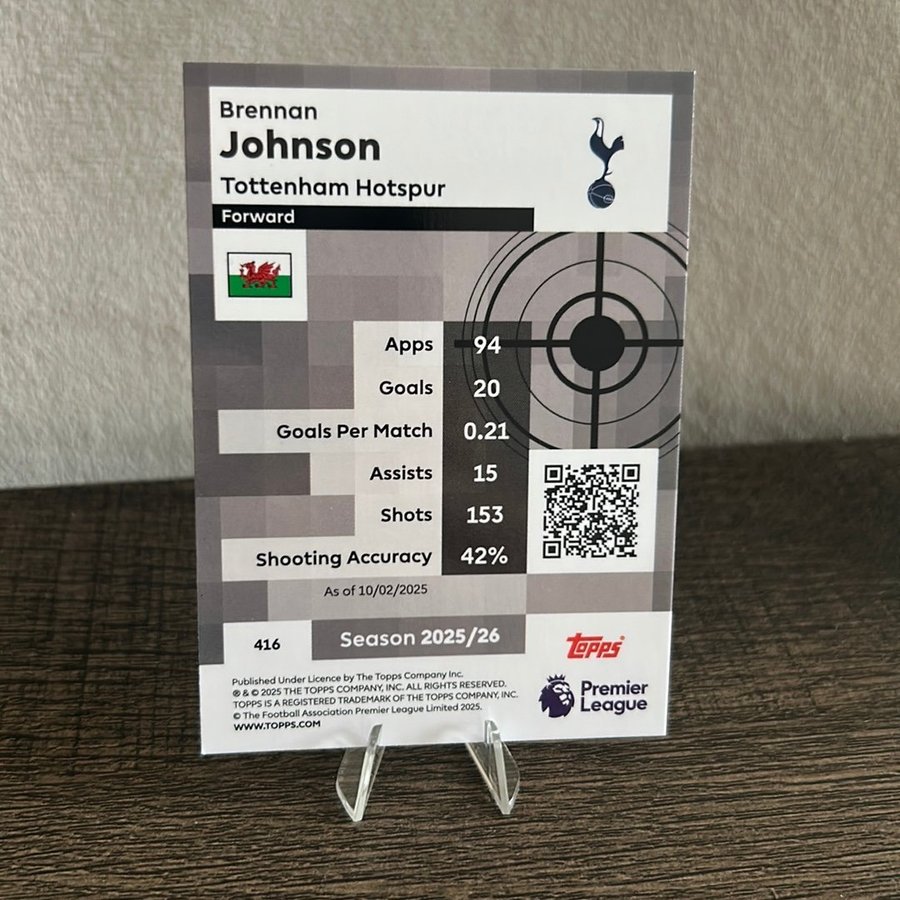 Brennan
Johnson
Tottenham Hotspur
Forward
Apps 94
Goals 20
Goals Per Match 0.21
Assists 15
Shots 153
Shooting Accuracy 42%
As of 10/02/2025
416
Season 2025/26
Topps®
Published Under Licence by The Topps Company Inc.
® & © 2025 THE TOPPS COMPANY, INC. ALL RIGHTS RESERVED.
TOPPS IS A REGISTERED TRADEMARK OF THE TOPPS COMPANY, INC.
© The Football Association Premier League Limited 2025.
WWW.TOPPS.COM
Premier
League